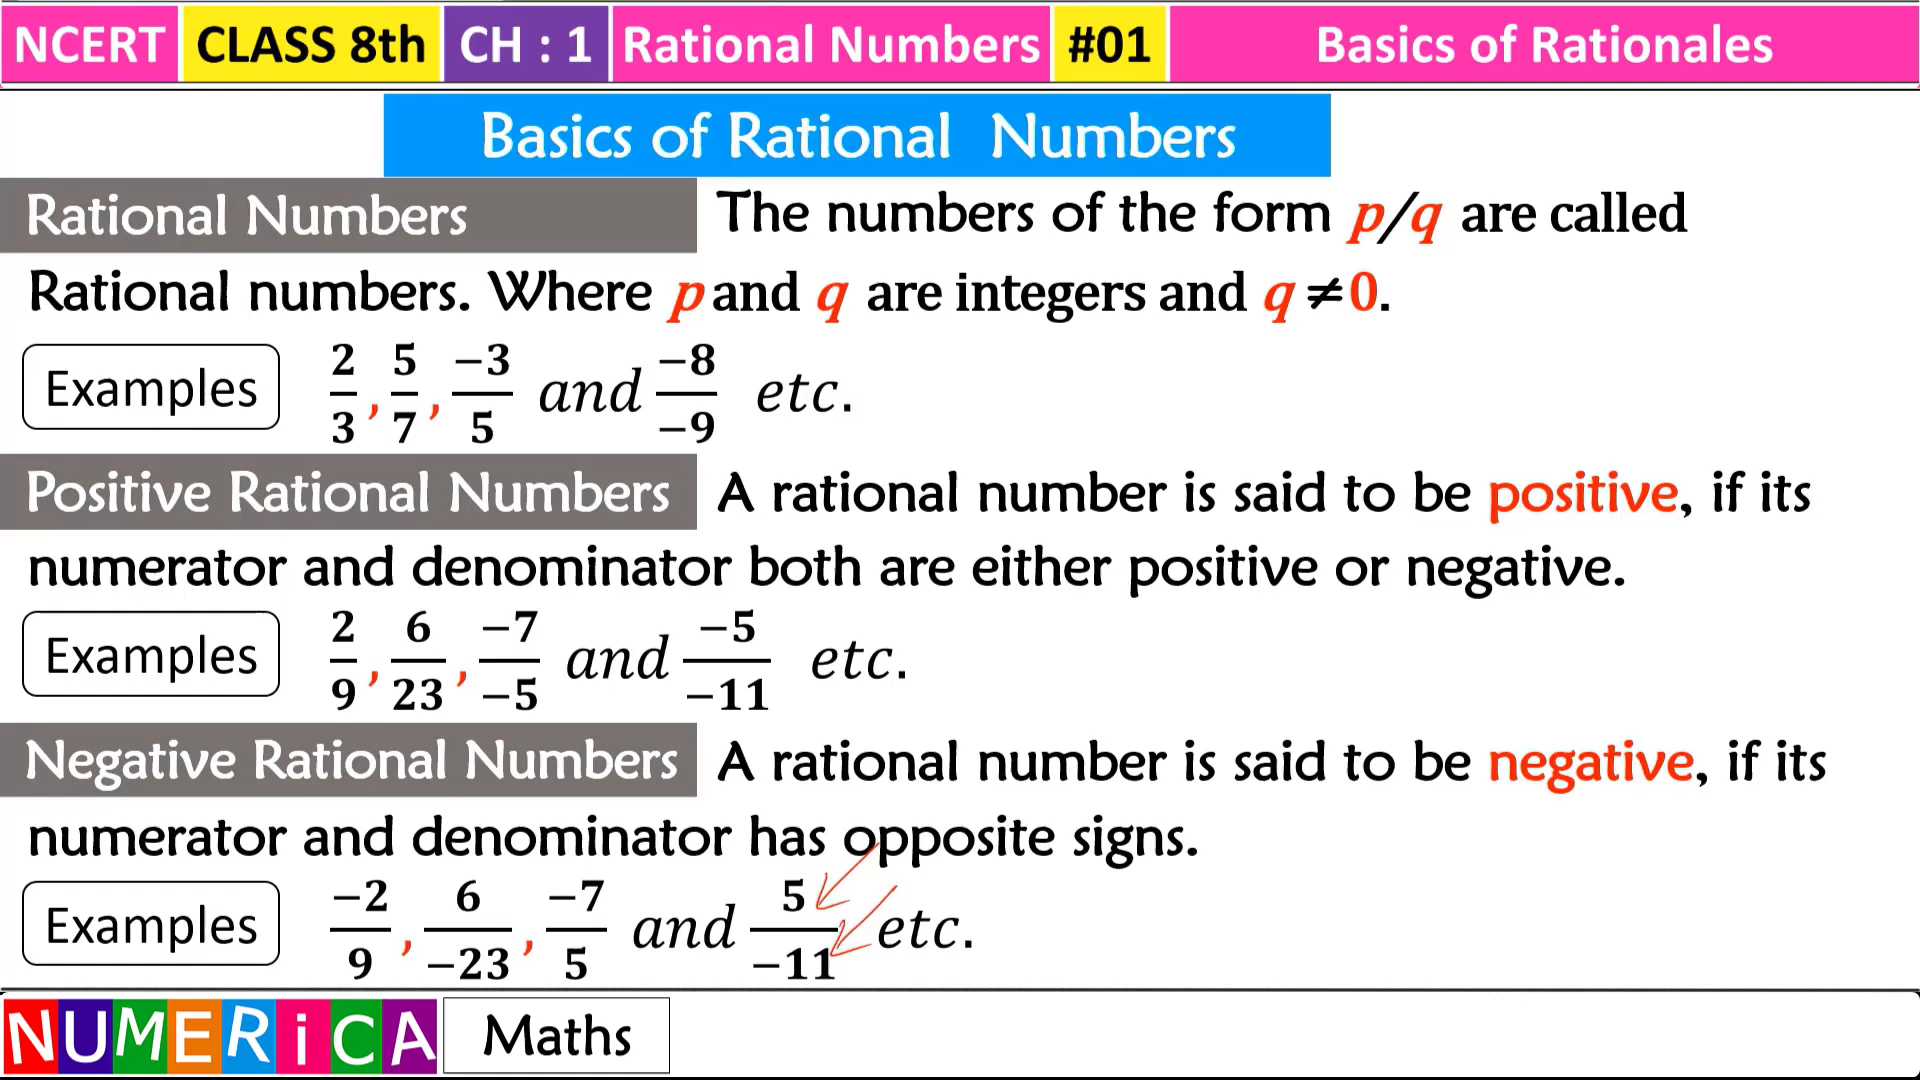 NCERT CLASS 8th CH : 1 Rational Numbers #01 Basics of Rationales
Basics of Rational Numbers
Rational Numbers The numbers of the form p/q are called
Rational numbers. Where p and q are integers and q ≠ 0.
Examples 2/3, 5/7, −3/5 and −8/−9 etc.
Positive Rational Numbers A rational number is said to be positive, if its
numerator and denominator both are either positive or negative.
Examples 2/9, 6/23, −7/−5 and −5/−11 etc.
Negative Rational Numbers A rational number is said to be negative, if its
numerator and denominator has opposite signs.
Examples −2/9, 6/−23, −7/5 and 5/−11 etc.
NUMERiCA Maths